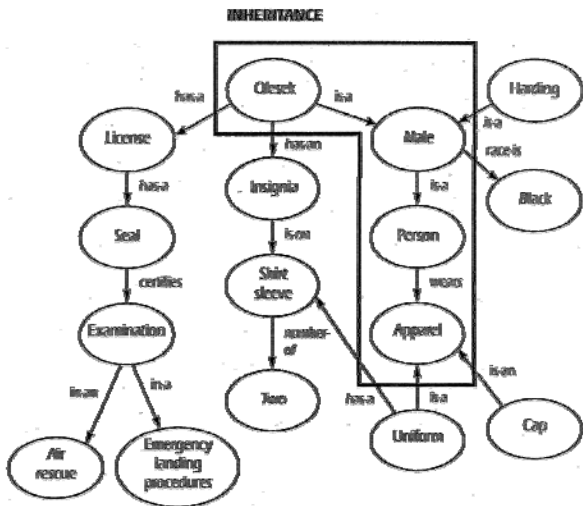 INHERITANCE
Olesek
Harding
has-a
is-a
License
Male
is-a
has-an
race-is
has-a
Insignia
is-a
Black
Seal
is-on
Person
certifies
Shirt
sleeve
wears
Examination
number-
of
Apparel
in-an
in-a
Two
has-a
is-a
is-an
Air
rescue
Emergency
landing
procedures
Uniform
Cap